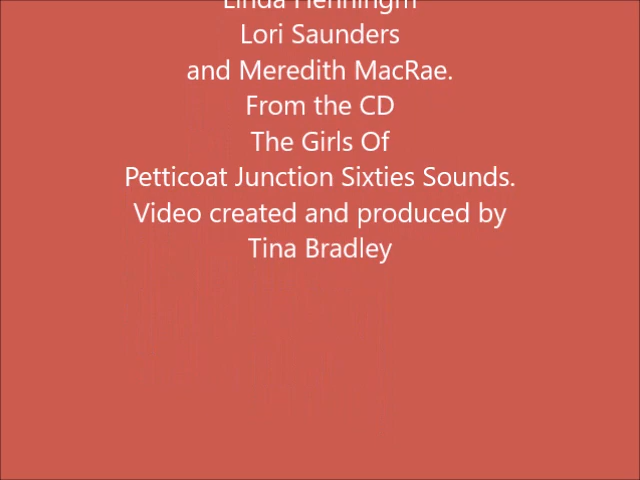 Linda Henningm
Lori Saunders
and Meredith MacRae.
From the CD
The Girls Of
Petticoat Junction Sixties Sounds.
Video created and produced by
Tina Bradley